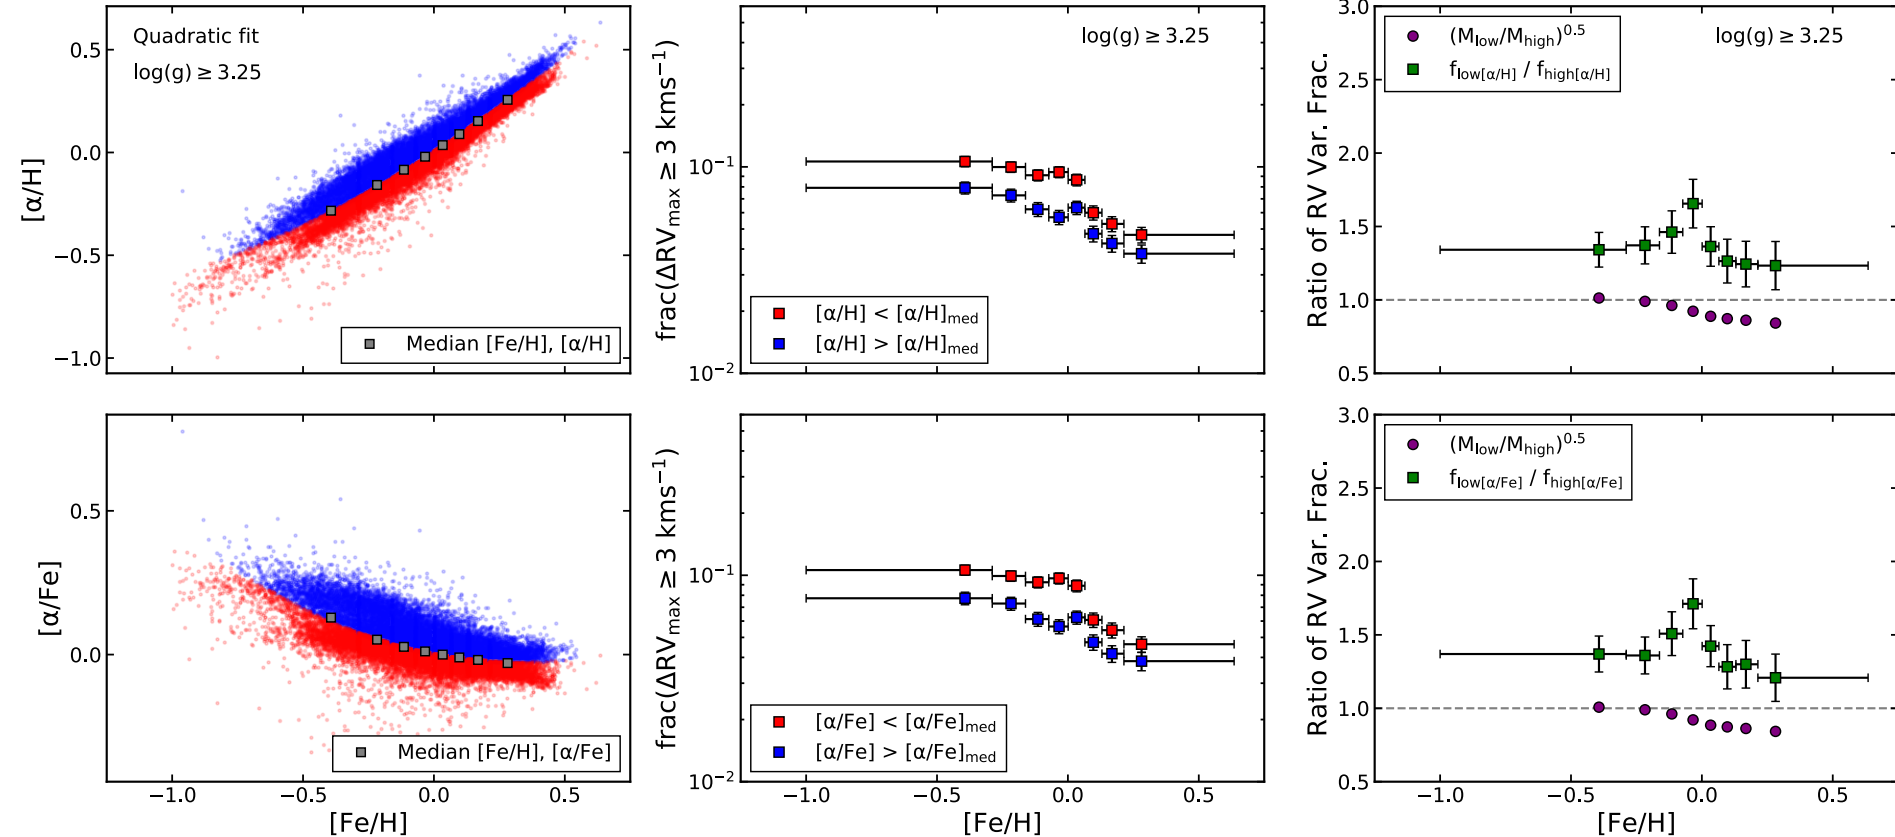 Quadratic fit
log(g) ≥ 3.25
[α/H]
0.5
0.0
−0.5
−1.0
Median [Fe/H], [α/H]
frac(ΔRVmax ≥ 3 kms−1)
log(g) ≥ 3.25
10−1
10−2
[α/H] < [α/H]med
[α/H] > [α/H]med
Ratio of RV Var. Frac.
3.0
2.5
2.0
1.5
1.0
0.5
(Mlow/Mhigh)0.5
flow[α/H] / fhigh[α/H]
log(g) ≥ 3.25
[α/Fe]
0.5
0.0
Median [Fe/H], [α/Fe]
−1.0 −0.5 0.0 0.5
[Fe/H]
frac(ΔRVmax ≥ 3 kms−1)
10−1
10−2
[α/Fe] < [α/Fe]med
[α/Fe] > [α/Fe]med
−1.0 −0.5 0.0 0.5
[Fe/H]
Ratio of RV Var. Frac.
3.0
2.5
2.0
1.5
1.0
0.5
(Mlow/Mhigh)0.5
flow[α/Fe] / fhigh[α/Fe]
−1.0 −0.5 0.0 0.5
[Fe/H]